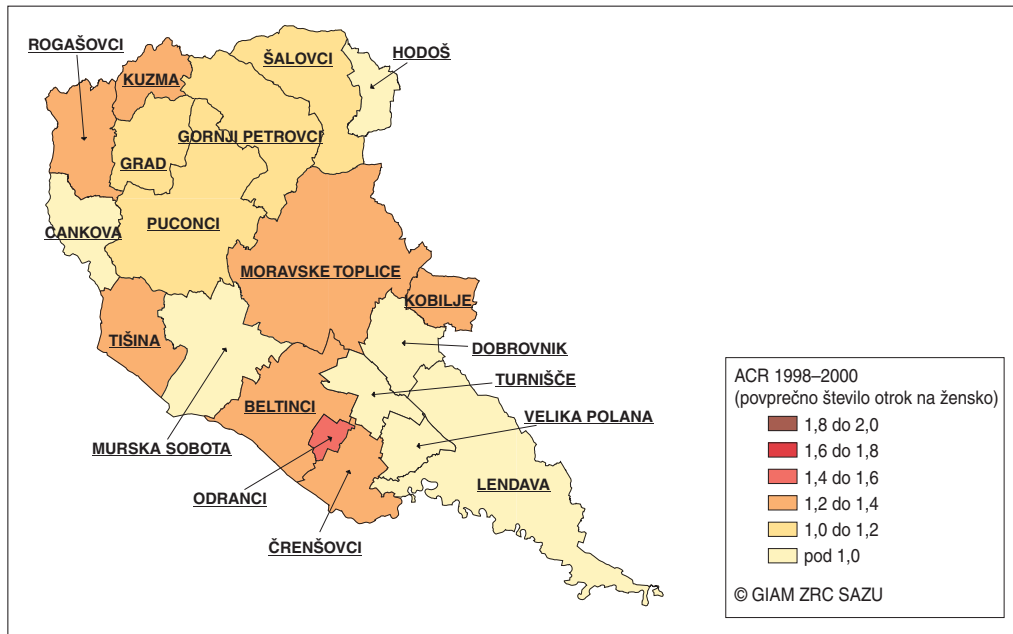 ROGAŠOVCI
KUZMA
ŠALOVCI
HODOŠ
GORNJI PETROVCI
GRAD
CANKOVA
PUCONCI
MORAVSKE TOPLICE
KOBILJE
TIŠINA
DOBROVNIK
TURNIŠČE
BELTINCI
VELIKA POLANA
MURSKA SOBOTA
LENDAVA
ODRANCI
ČRENŠOVCI
ACR 1998–2000
(povprečno število otrok na žensko)
1,8 do 2,0
1,6 do 1,8
1,4 do 1,6
1,2 do 1,4
1,0 do 1,2
pod 1,0
© GIAM ZRC SAZU